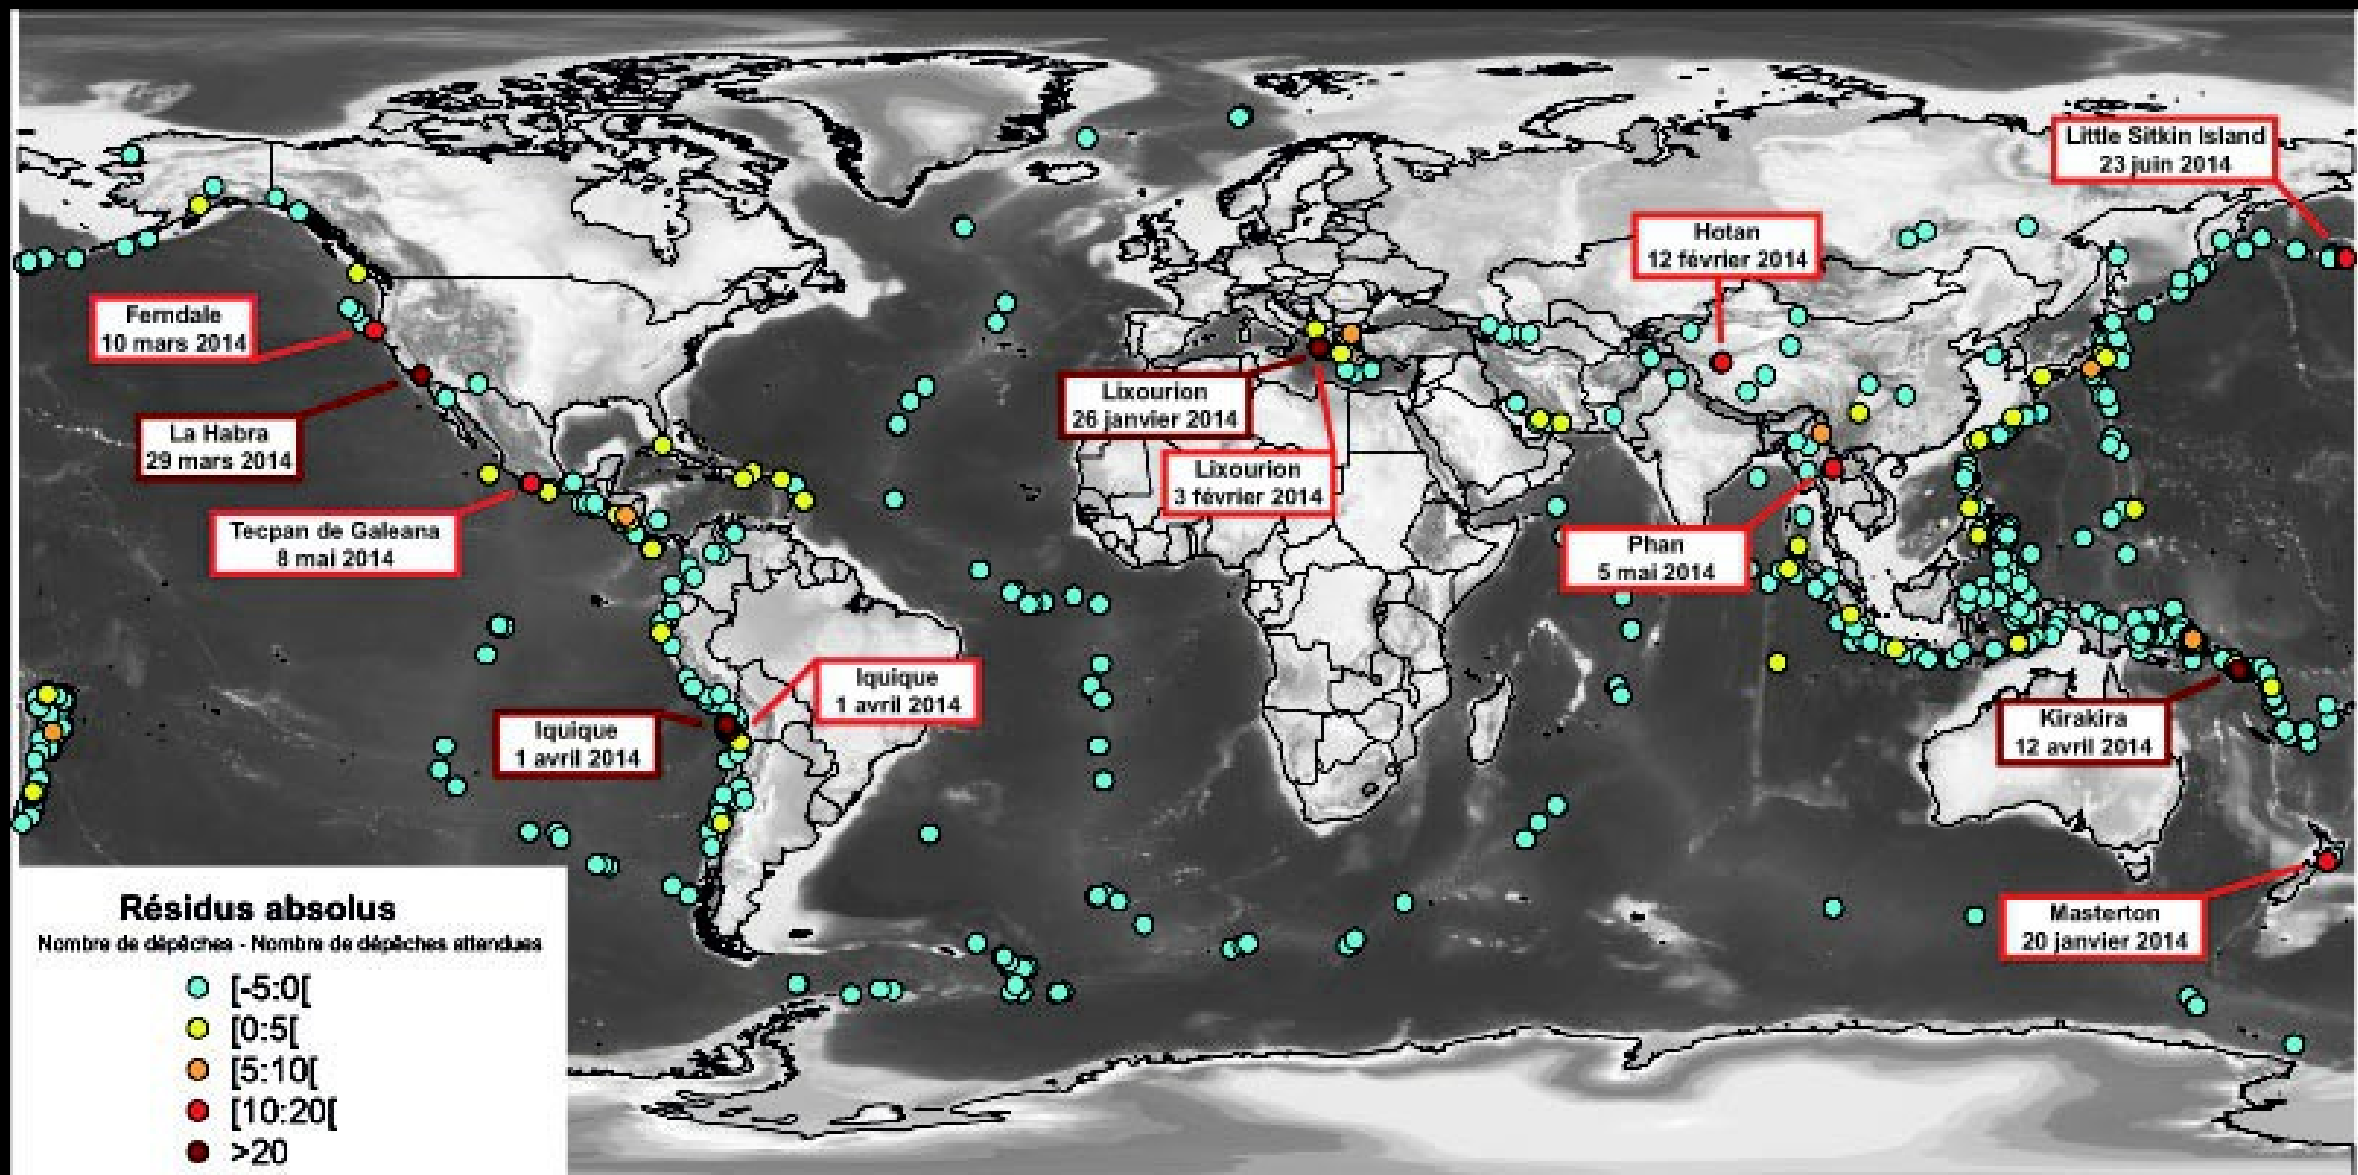 Little Sitkin Island
23 juin 2014
Hotan
12 février 2014
Ferndale
10 mars 2014
Lixourion
26 janvier 2014
La Habra
29 mars 2014
Lixourion
3 février 2014
Tecpan de Galeana
8 mai 2014
Phan
5 mai 2014
Iquique
1 avril 2014
Iquique
1 avril 2014
Kirakira
12 avril 2014
Masterton
20 janvier 2014
Résidus absolus
Nombre de dépêches - Nombre de dépêches attendues
[-5:0[
[0:5[
[5:10[
[10:20[
>20